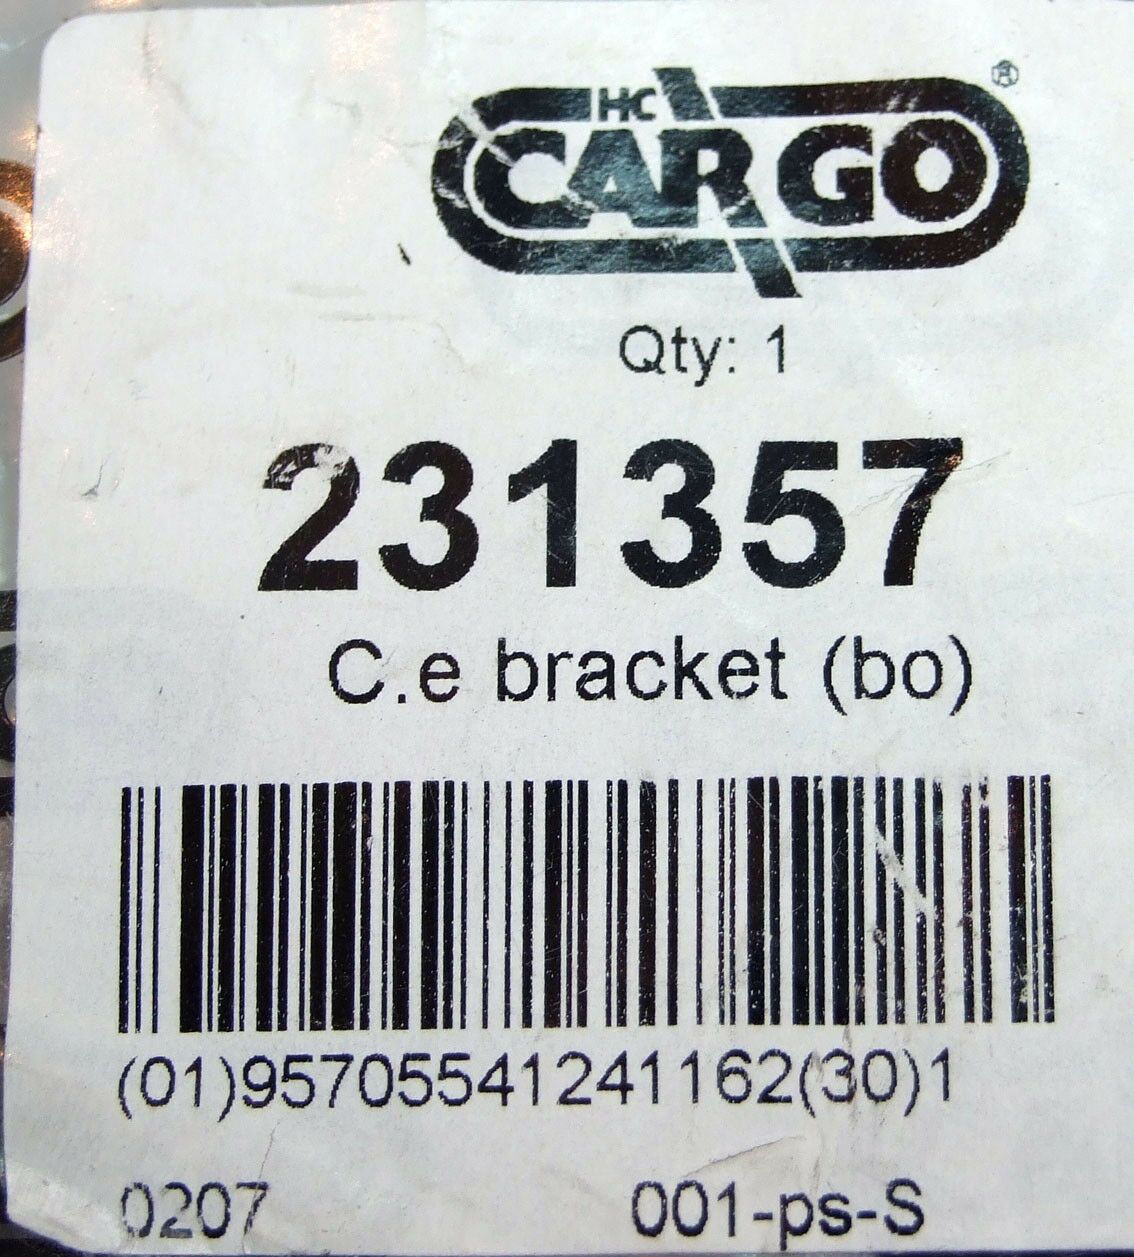 HC
CARGO ®
Qty: 1
231357
C.e bracket (bo)
(01)95705541241162(30)1
0207
001-ps-S